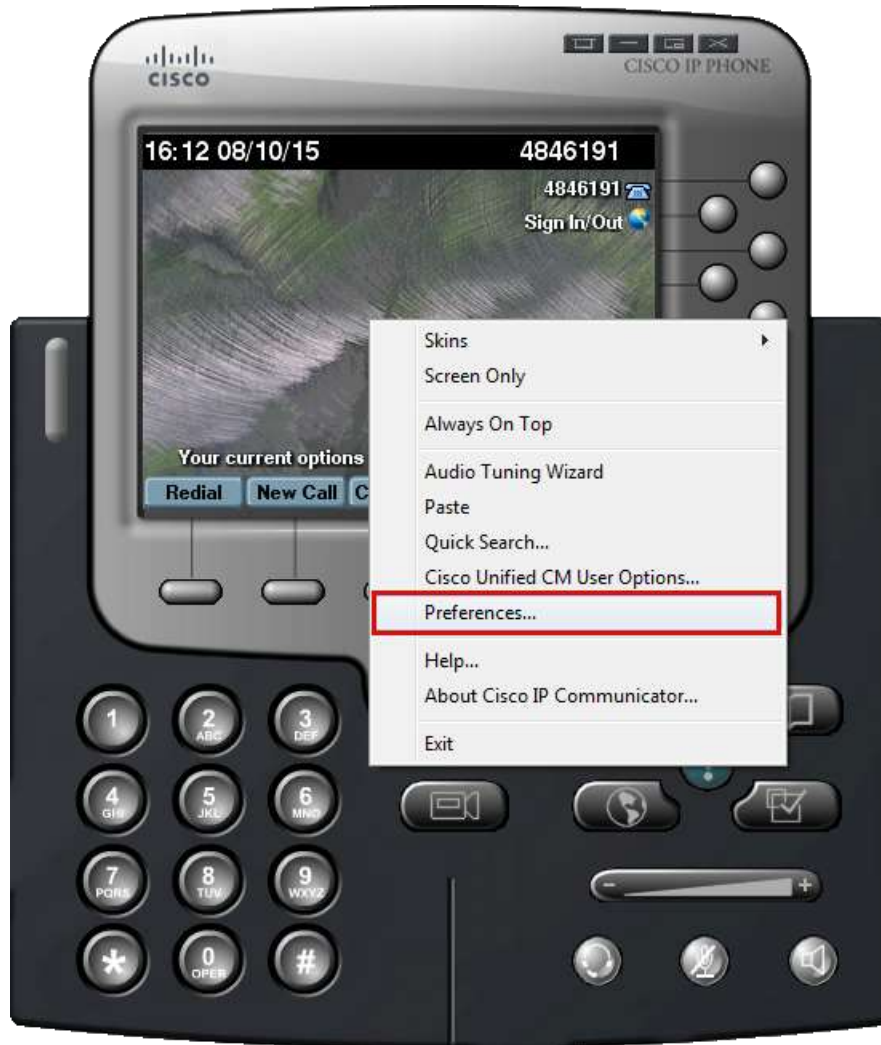 CISCO
CISCO IP PHONE
16:12 08/10/15 4846191
4846191
Sign In/Out
Your current options
Redial New Call C
Skins
Screen Only
Always On Top
Audio Tuning Wizard
Paste
Quick Search...
Cisco Unified CM User Options...
Preferences...
Help...
About Cisco IP Communicator...
Exit
1 2 3
ABC DEF
4 5 6
GHI JKL MNO
7 8 9
PQRS TUV WXYZ
* 0 #
OPER
- +